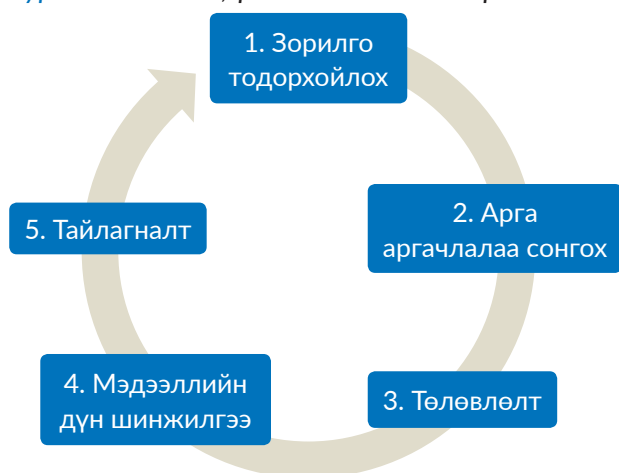 1. Зорилго
тодорхойлох
2. Арга
аргачлалаа сонгох
3. Төлөвлөлт
4. Мэдээллийн
дүн шинжилгээ
5. Тайлагналт